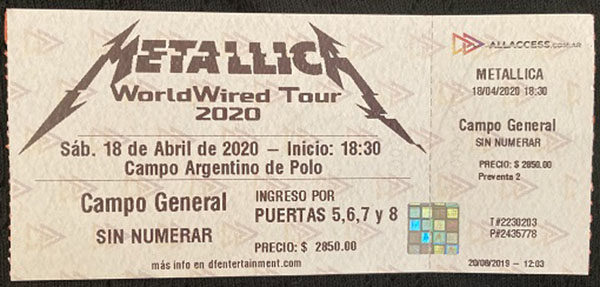 METALLICA
WorldWired Tour
2020
Sáb. 18 de Abril de 2020 — Inicio: 18:30
Campo Argentino de Polo
Campo General
SIN NUMERAR
INGRESO POR
PUERTAS 5,6,7 y 8
PRECIO: $ 2850.00
más info en dfentertainment.com
ALLACCESS.COM.AR
METALLICA
18/04/2020 18:30
Campo General
SIN NUMERAR
PRECIO: $ 2850.00
Preventa 2
T#2230203
P#2435778
20/08/2019 — 12:03